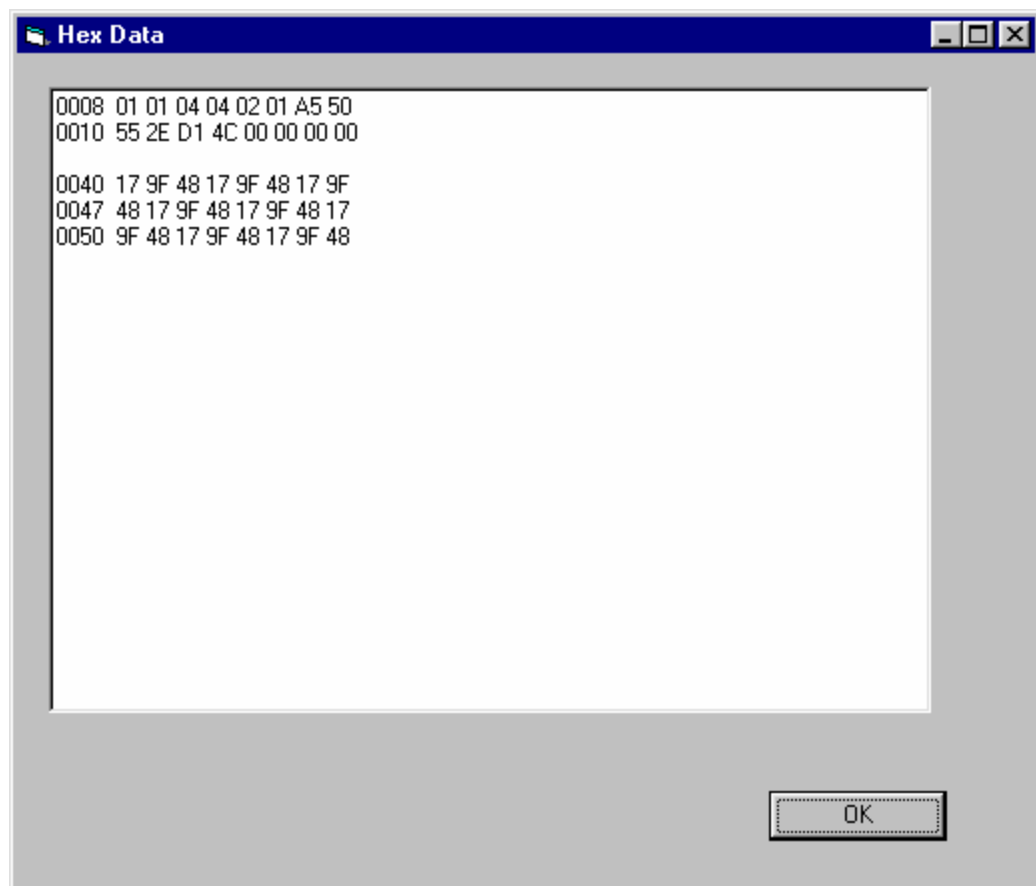 Hex Data
0008 01 01 04 04 02 01 A5 50
0010 55 2E D1 4C 00 00 00 00
0040 17 9F 48 17 9F 48 17 9F
0047 48 17 9F 48 17 9F 48 17
0050 9F 48 17 9F 48 17 9F 48
OK